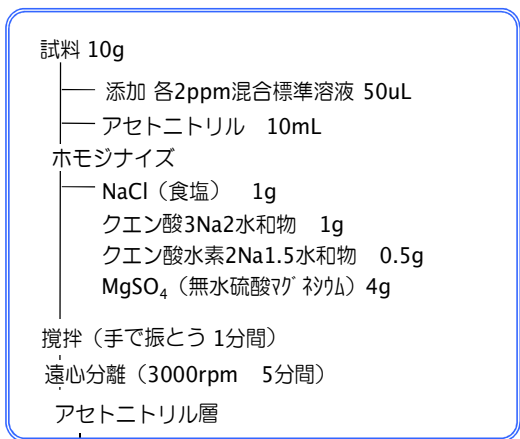 試料 10g
添加 各2ppm混合標準溶液 50uL
アセトニトリル 10mL
ホモジナイズ
NaCl（食塩） 1g
クエン酸3Na2水和物 1g
クエン酸水素2Na1.5水和物 0.5g
MgSO₄（無水硫酸ﾏｸﾞﾈｼｳﾑ）4g
撹拌（手で振とう 1分間）
遠心分離（3000rpm 5分間）
アセトニトリル層